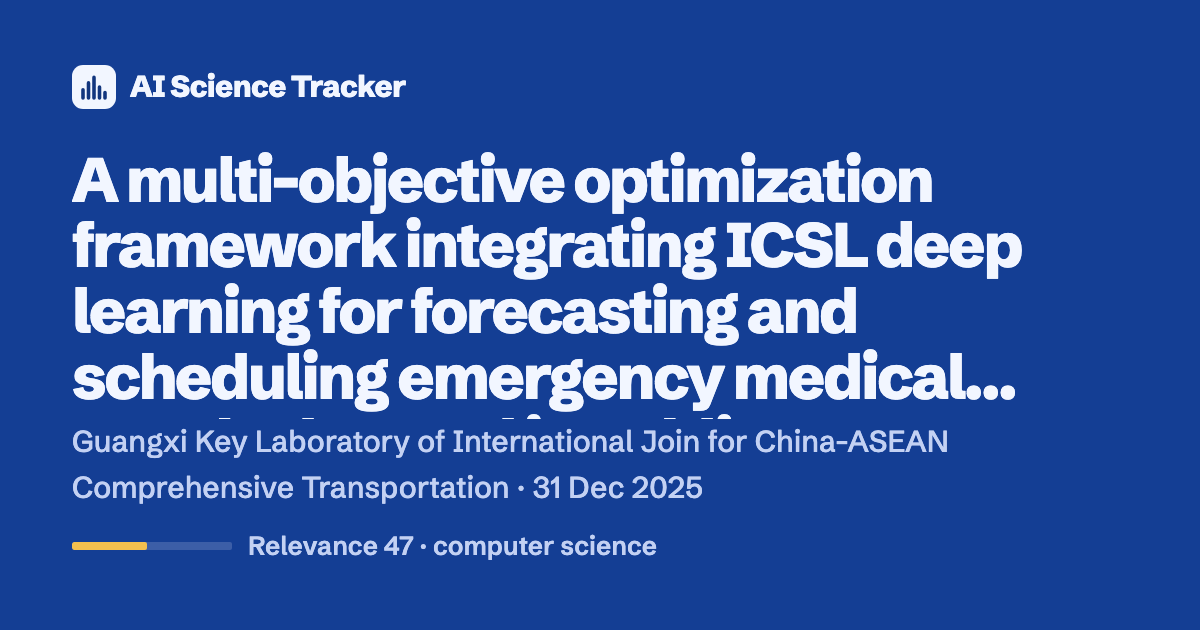 AI Science Tracker
A multi-objective optimization
framework integrating ICSL deep
learning for forecasting and
scheduling emergency medical...
Guangxi Key Laboratory of International Join for China-ASEAN
Comprehensive Transportation · 31 Dec 2025
Relevance 47 · computer science